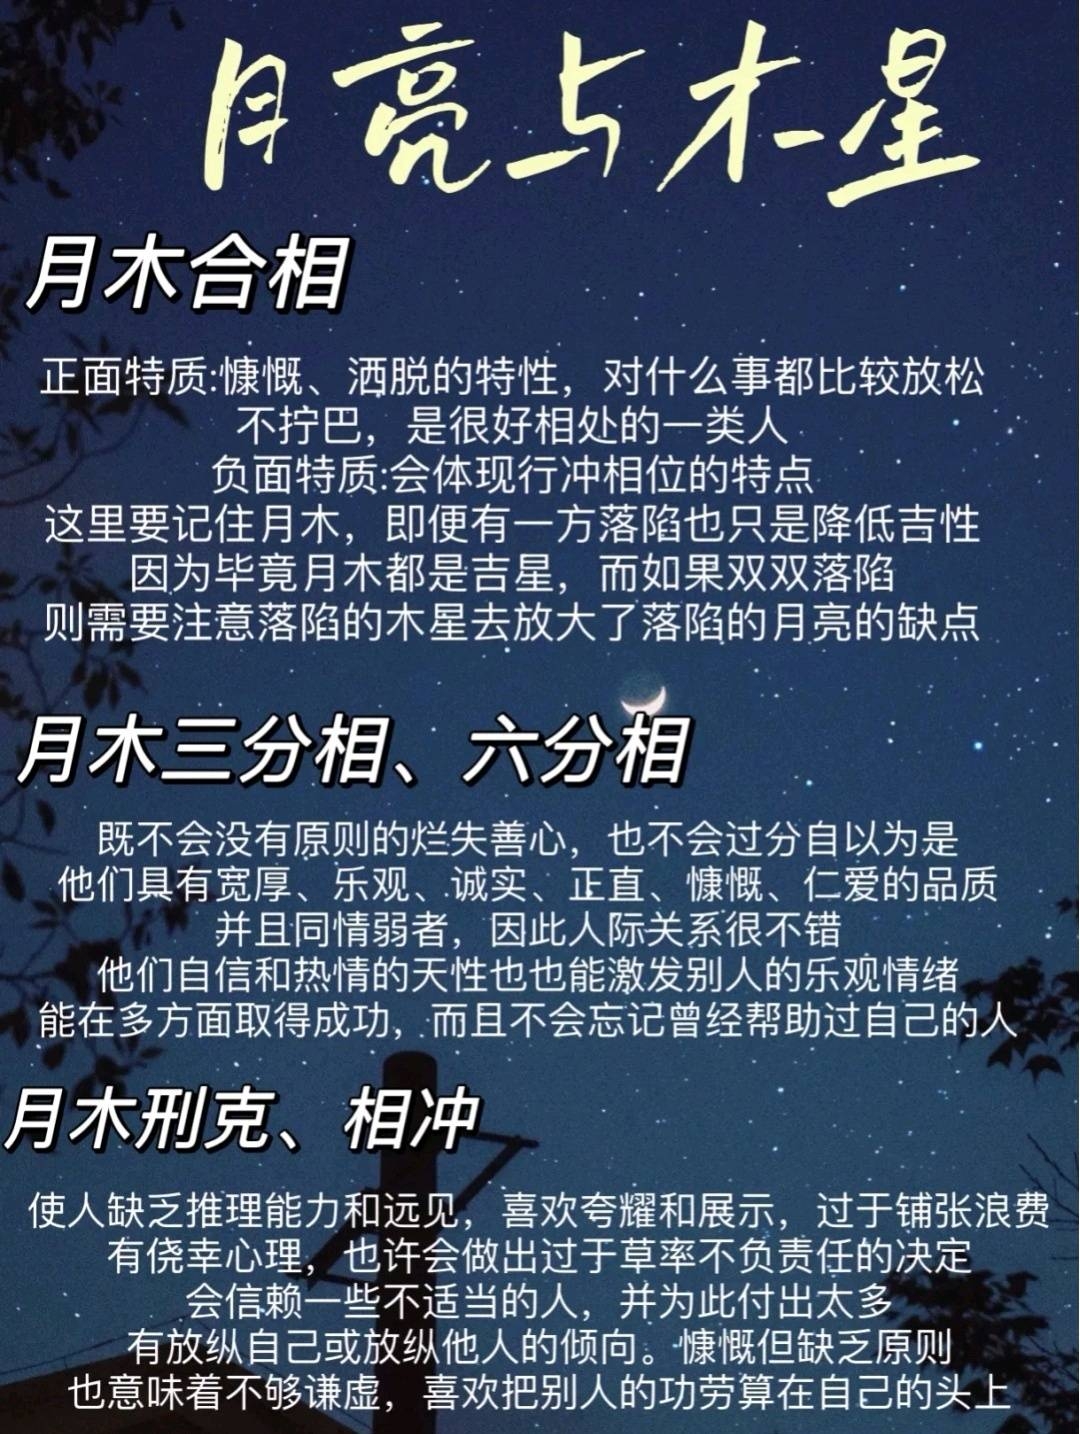 月亮与木星
月木合相
正面特质:慷慨、洒脱的特性，对什么事都比较放松
不拧巴，是很好相处的一类人
负面特质:会体现行冲相位的特点
这里要记住月木，即便有一方落陷也只是降低吉性
因为毕竟月木都是吉星，而如果双双落陷
则需要注意落陷的木星去放大了落陷的月亮的缺点
月木三分相、六分相
既不会没有原则的烂失善心，也不会过分自以为是
他们具有宽厚、乐观、诚实、正直、慷慨、仁爱的品质
并且同情弱者，因此人际关系很不错
他们自信和热情的天性也也能激发别人的乐观情绪
能在多方面取得成功，而且不会忘记曾经帮助过自己的人
月木刑克、相冲
使人缺乏推理能力和远见，喜欢夸耀和展示，过于铺张浪费
有侥幸心理，也许会做出过于草率不负责任的决定
会信赖一些不适当的人，并为此付出太多
有放纵自己或放纵他人的倾向。慷慨但缺乏原则
也意味着不够谦虚，喜欢把别人的功劳算在自己的头上